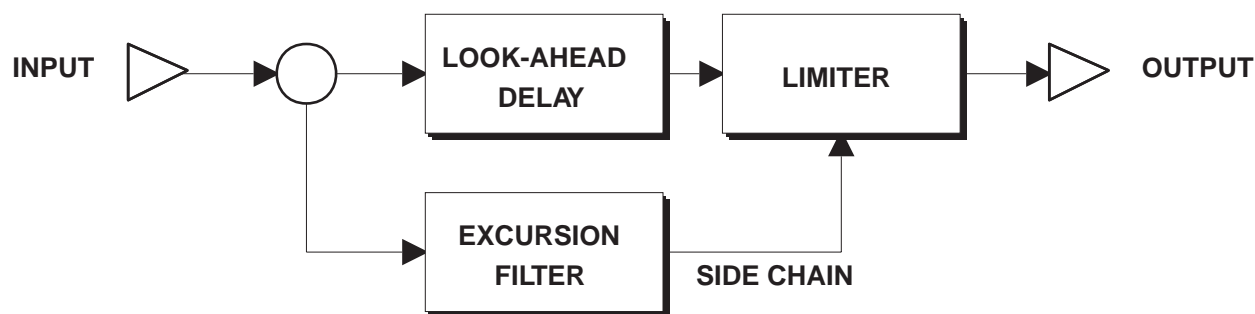 INPUT
LOOK-AHEAD
DELAY
LIMITER
OUTPUT
EXCURSION
FILTER
SIDE CHAIN